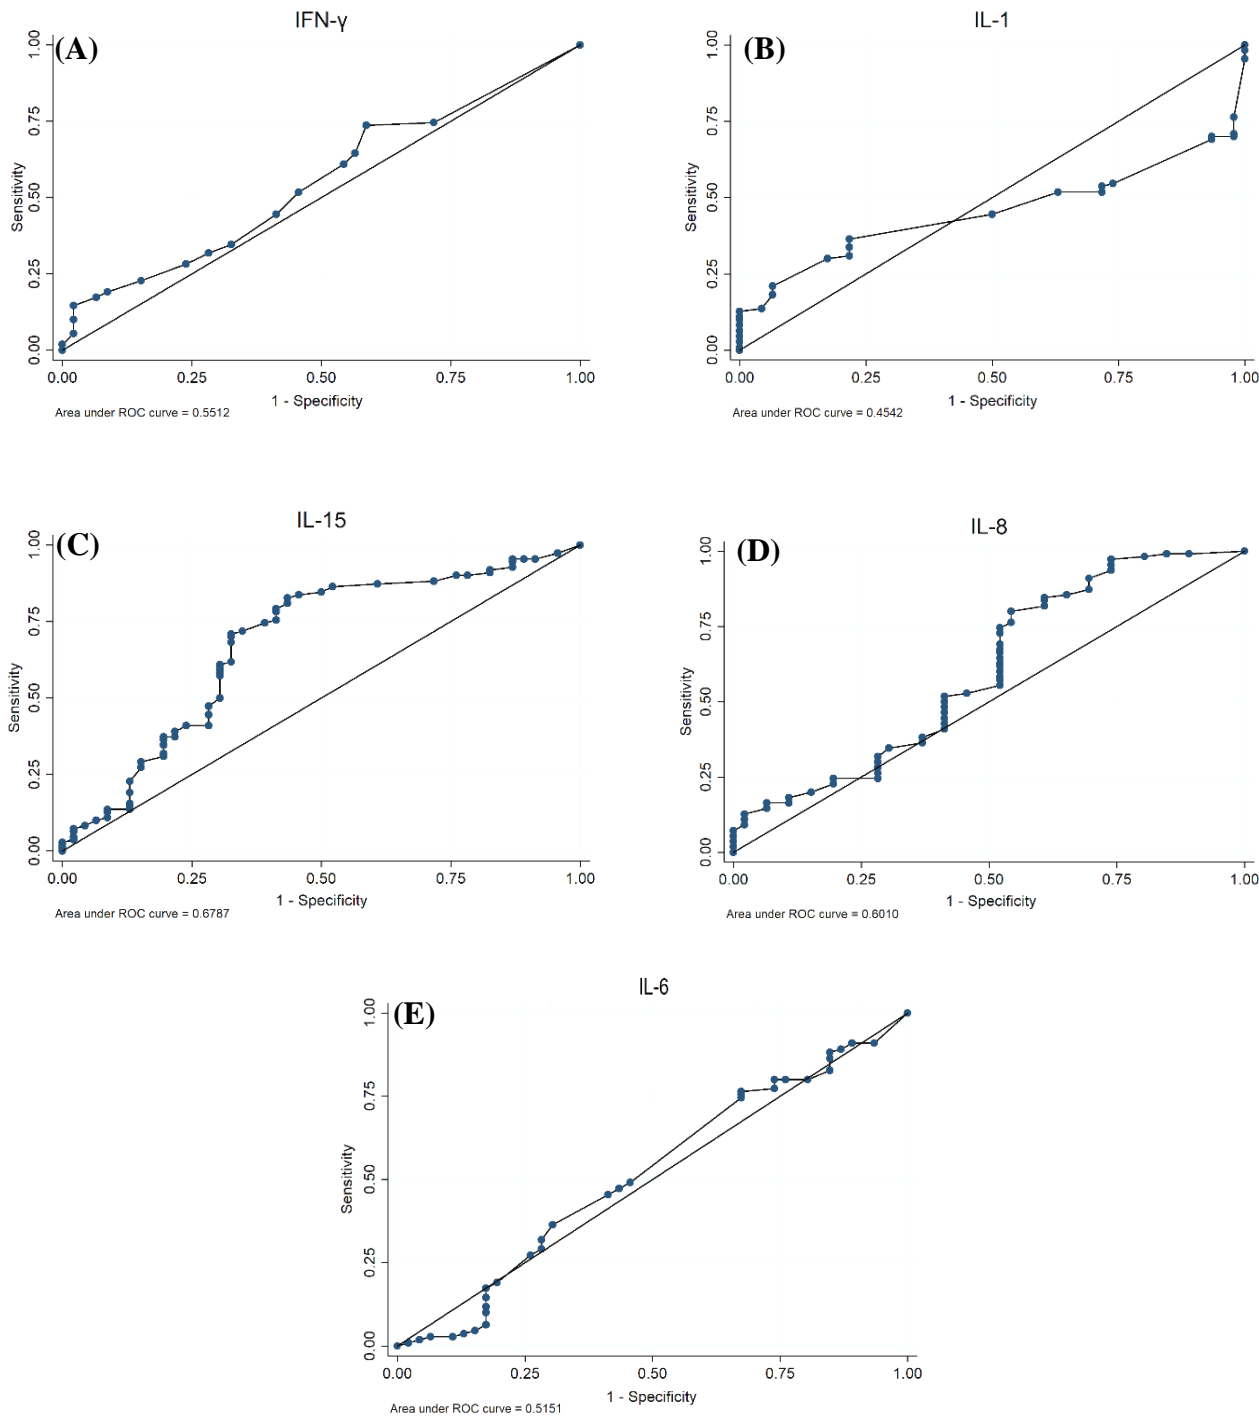 IFN-γ
(A)
1.00
0.75
0.50
0.25
0.00
Sensitivity
0.00 0.25 0.50 0.75 1.00
1 - Specificity
Area under ROC curve = 0.5512
IL-1
(B)
1.00
0.75
0.50
0.25
0.00
Sensitivity
0.00 0.25 0.50 0.75 1.00
1 - Specificity
Area under ROC curve = 0.4542
IL-15
(C)
1.00
0.75
0.50
0.25
0.00
Sensitivity
0.00 0.25 0.50 0.75 1.00
1 - Specificity
Area under ROC curve = 0.6787
IL-8
(D)
1.00
0.75
0.50
0.25
0.00
Sensitivity
0.00 0.25 0.50 0.75 1.00
1 - Specificity
Area under ROC curve = 0.6010
IL-6
(E)
1.00
0.75
0.50
0.25
0.00
Sensitivity
0.00 0.25 0.50 0.75 1.00
1 - Specificity
Area under ROC curve = 0.5151